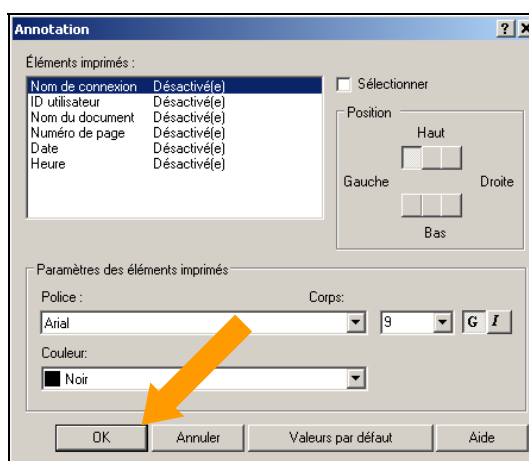 Annotation
Éléments imprimés :
Nom de connexion Désactivé(e)
ID utilisateur Désactivé(e)
Nom du document Désactivé(e)
Numéro de page Désactivé(e)
Date Désactivé(e)
Heure Désactivé(e)
Sélectionner
Position
Haut
Gauche Droite
Bas
Paramètres des éléments imprimés
Police : Corps:
Arial 9 G I
Couleur:
Noir
OK Annuler Valeurs par défaut Aide